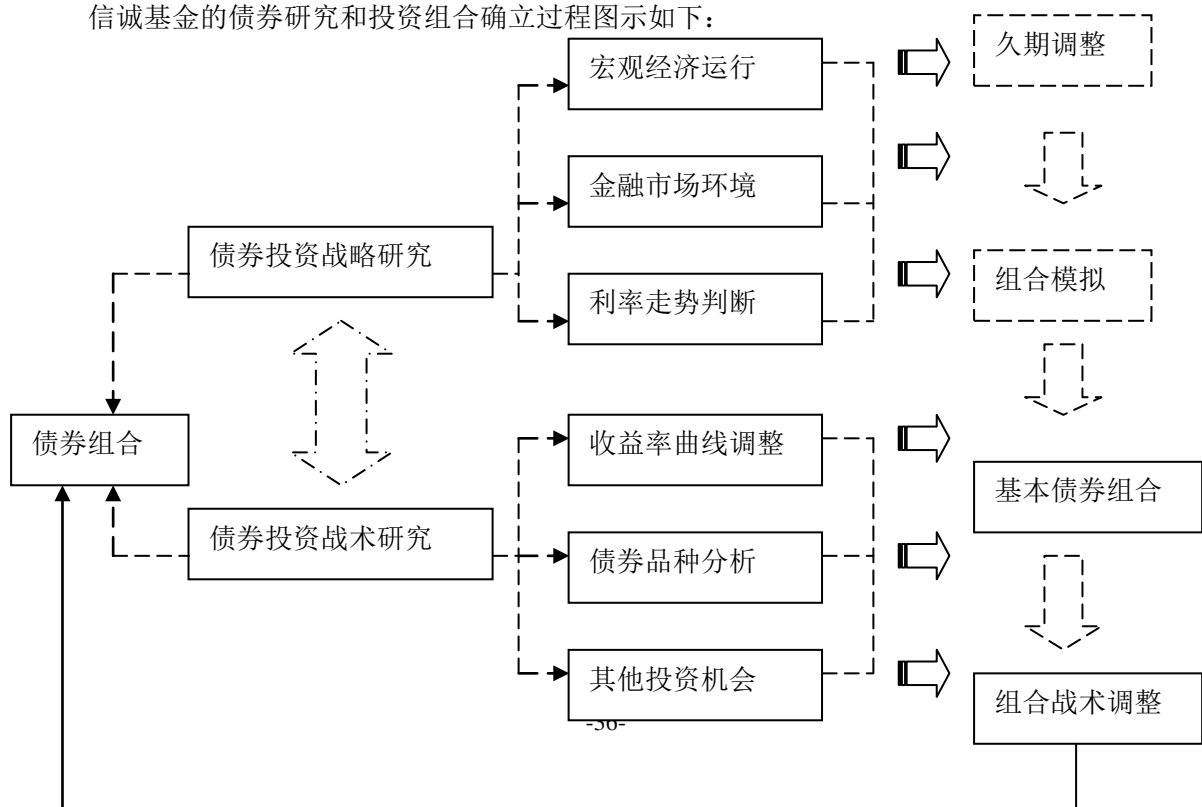 信诚基金的债券研究和投资组合确立过程图示如下：
宏观经济运行
久期调整
金融市场环境
债券投资战略研究
利率走势判断
组合模拟
债券组合
收益率曲线调整
基本债券组合
债券投资战术研究
债券品种分析
其他投资机会
组合战术调整
-36-